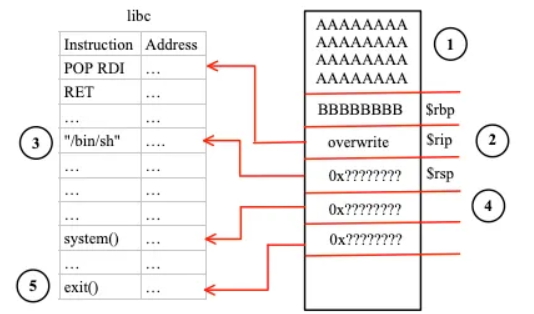 libc
Instruction Address
POP RDI ...
RET ...
... ...
"/bin/sh" ....
... ...
... ...
... ...
system() ...
... ...
exit() ...
3
5
AAAAAAAA
AAAAAAAA
AAAAAAAA
AAAAAAAA
BBBBBBBB $rbp
overwrite $rip
0x???????? $rsp
0x????????
0x????????
1
2
4